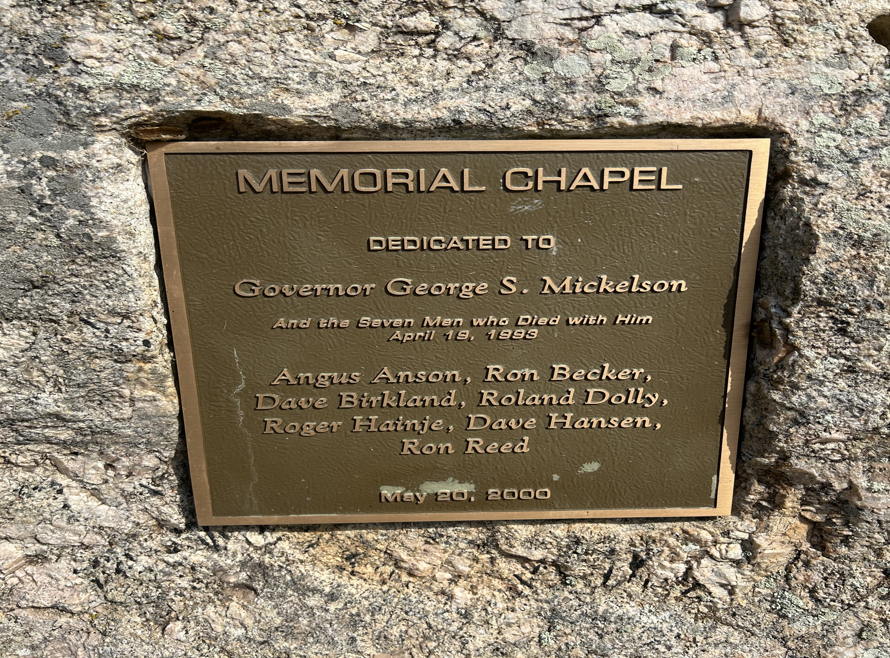 MEMORIAL CHAPEL
DEDICATED TO
Governor George S. Mickelson
And the Seven Men who Died with Him
April 19, 1993
Angus Anson, Ron Becker,
Dave Birkland, Roland Dolly,
Roger Hainje, Dave Hansen,
Ron Reed
May 20, 2000